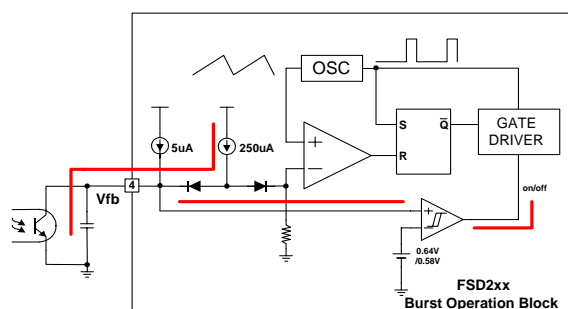 OSC
5uA
250uA
+
−
S
Q̅
R
GATE
DRIVER
4
Vfb
on/off
+
−
0.64V
/0.58V
FSD2xx
Burst Operation Block